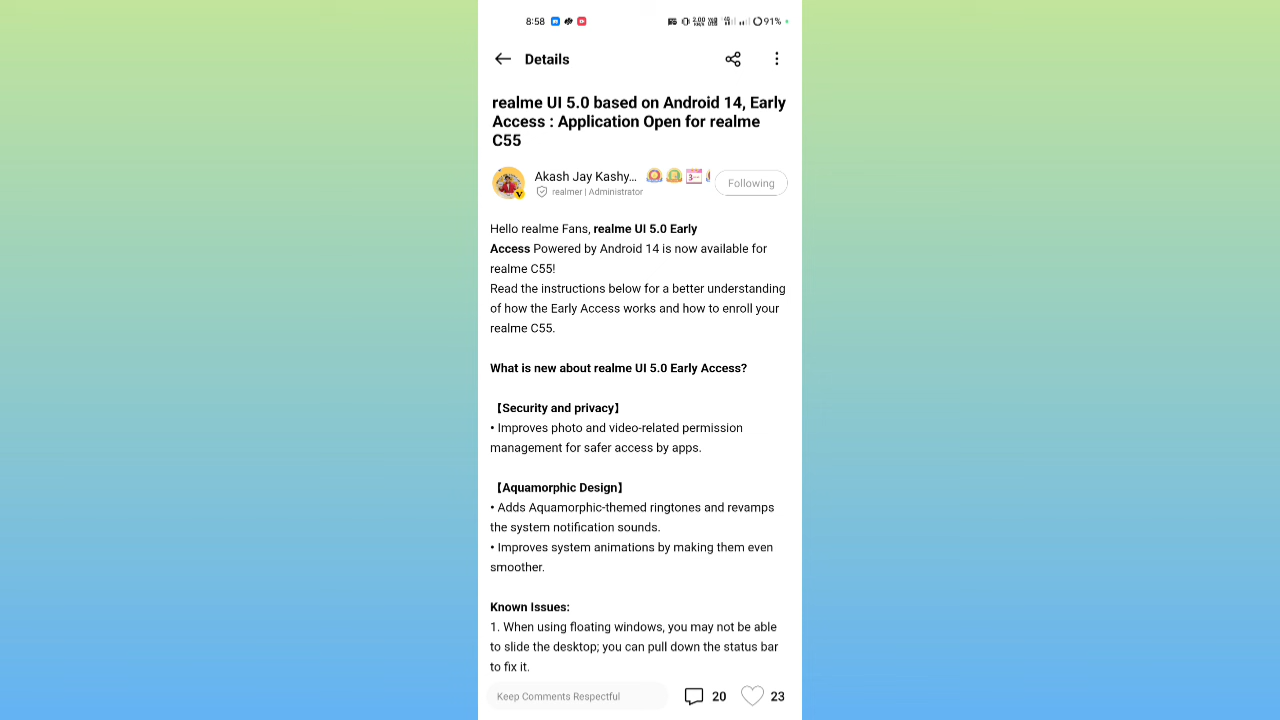 8:58
91%
Details
realme UI 5.0 based on Android 14, Early
Access : Application Open for realme
C55
Akash Jay Kashy...
Following
realmer | Administrator
Hello realme Fans, realme UI 5.0 Early
Access Powered by Android 14 is now available for
realme C55!
Read the instructions below for a better understanding
of how the Early Access works and how to enroll your
realme C55.
What is new about realme UI 5.0 Early Access?
【Security and privacy】
• Improves photo and video-related permission
management for safer access by apps.
【Aquamorphic Design】
• Adds Aquamorphic-themed ringtones and revamps
the system notification sounds.
• Improves system animations by making them even
smoother.
Known Issues:
1. When using floating windows, you may not be able
to slide the desktop; you can pull down the status bar
to fix it.
Keep Comments Respectful
20
23